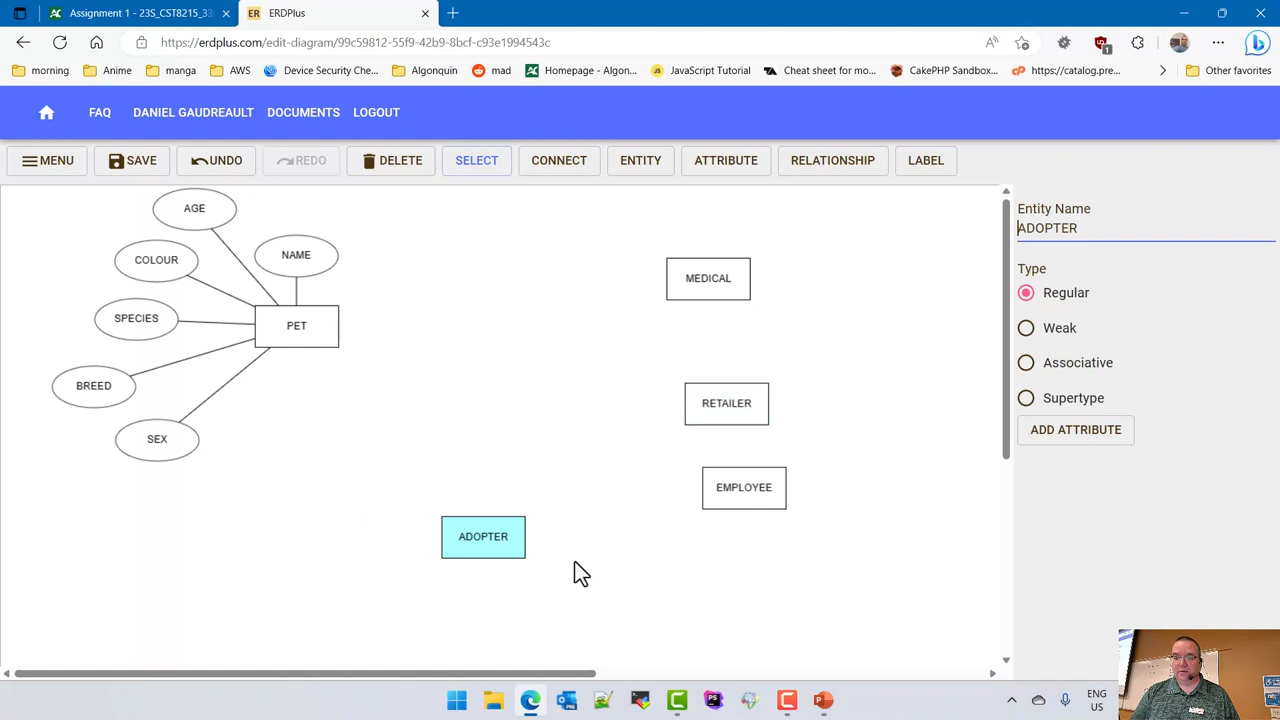 Assignment 1 - 23S_CST8215_33
ERDPlus
https://erdplus.com/edit-diagram/99c59812-55f9-42b9-8bcf-c93e1994543c
morning
Anime
manga
AWS
Device Security Che...
Algonquin
mad
Homepage - Algon...
JavaScript Tutorial
Cheat sheet for mo...
CakePHP Sandbox...
https://catalog.pre...
Other favorites
FAQ
DANIEL GAUDREAULT
DOCUMENTS
LOGOUT
MENU
SAVE
UNDO
REDO
DELETE
SELECT
CONNECT
ENTITY
ATTRIBUTE
RELATIONSHIP
LABEL
AGE
COLOUR
NAME
SPECIES
PET
BREED
SEX
MEDICAL
RETAILER
EMPLOYEE
ADOPTER
Entity Name
ADOPTER
Type
Regular
Weak
Associative
Supertype
ADD ATTRIBUTE
ENG
US